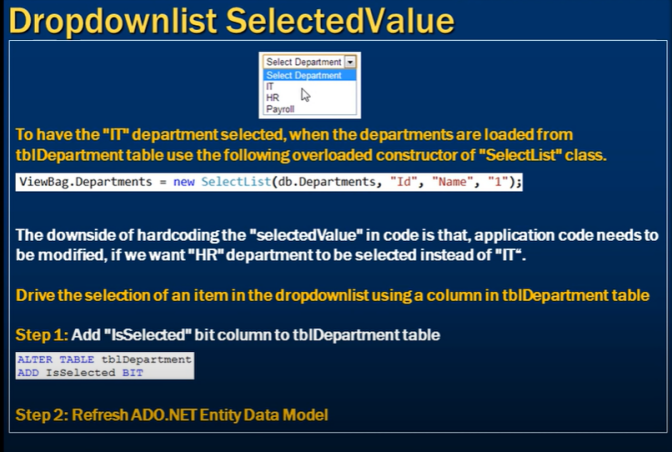 Dropdownlist SelectedValue
Select Department
Select Department
IT
HR
Payroll
To have the "IT" department selected, when the departments are loaded from
tblDepartment table use the following overloaded constructor of "SelectList" class.
ViewBag.Departments = new SelectList(db.Departments, "Id", "Name", "1");
The downside of hardcoding the "selectedValue" in code is that, application code needs to
be modified, if we want "HR" department to be selected instead of "IT“.
Drive the selection of an item in the dropdownlist using a column in tblDepartment table
Step 1: Add "IsSelected" bit column to tblDepartment table
ALTER TABLE tblDepartment
ADD IsSelected BIT
Step 2: Refresh ADO.NET Entity Data Model